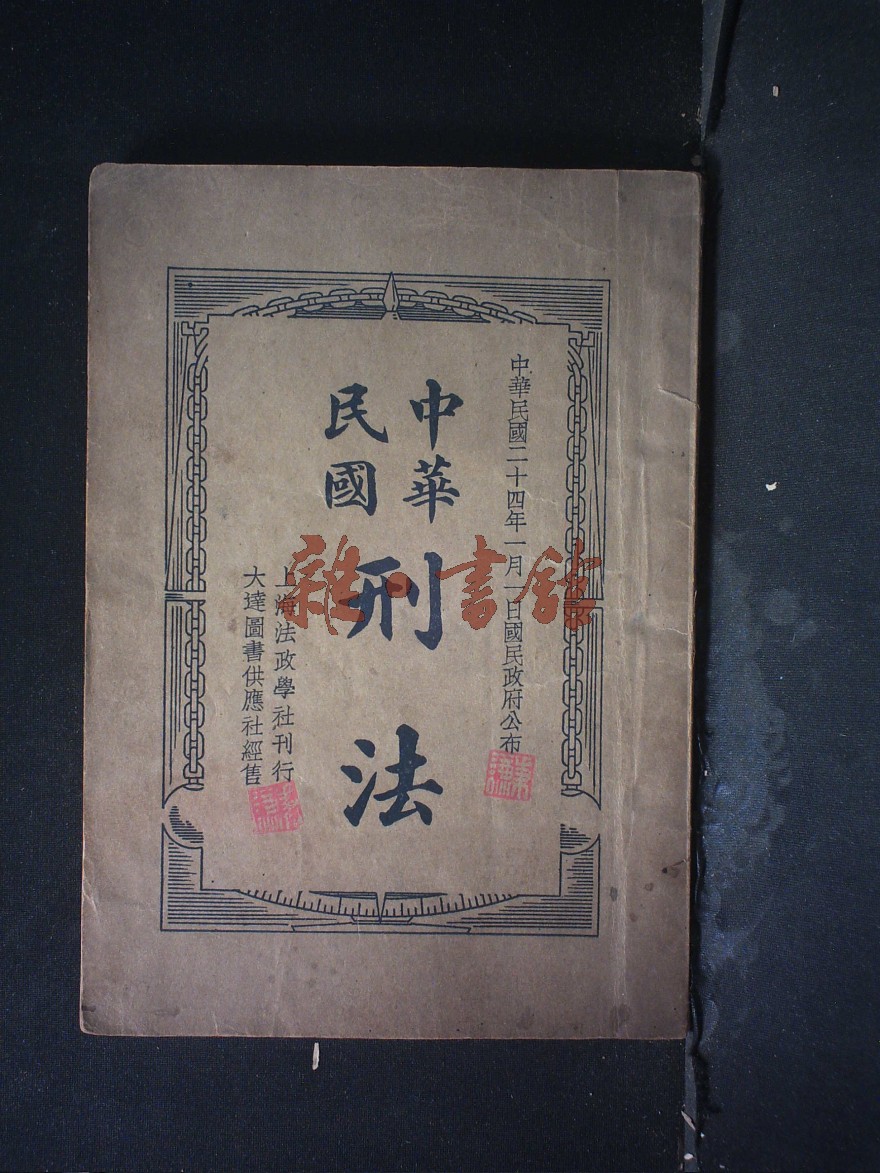 中華民國二十四年一月一日國民政府公布
中華
民國
刑法
上海法政學社刊行
大達圖書供應社經售
雜·書館